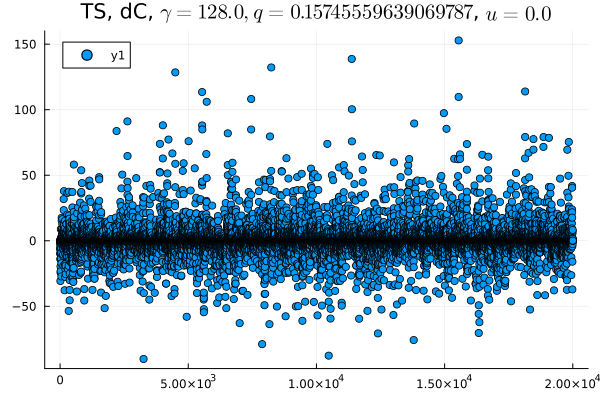 TS, dC, γ = 128.0, q = 0.15745559639069787, u = 0.0
y1
150
100
50
0
−50
0 5.00×10³ 1.00×10⁴ 1.50×10⁴ 2.00×10⁴